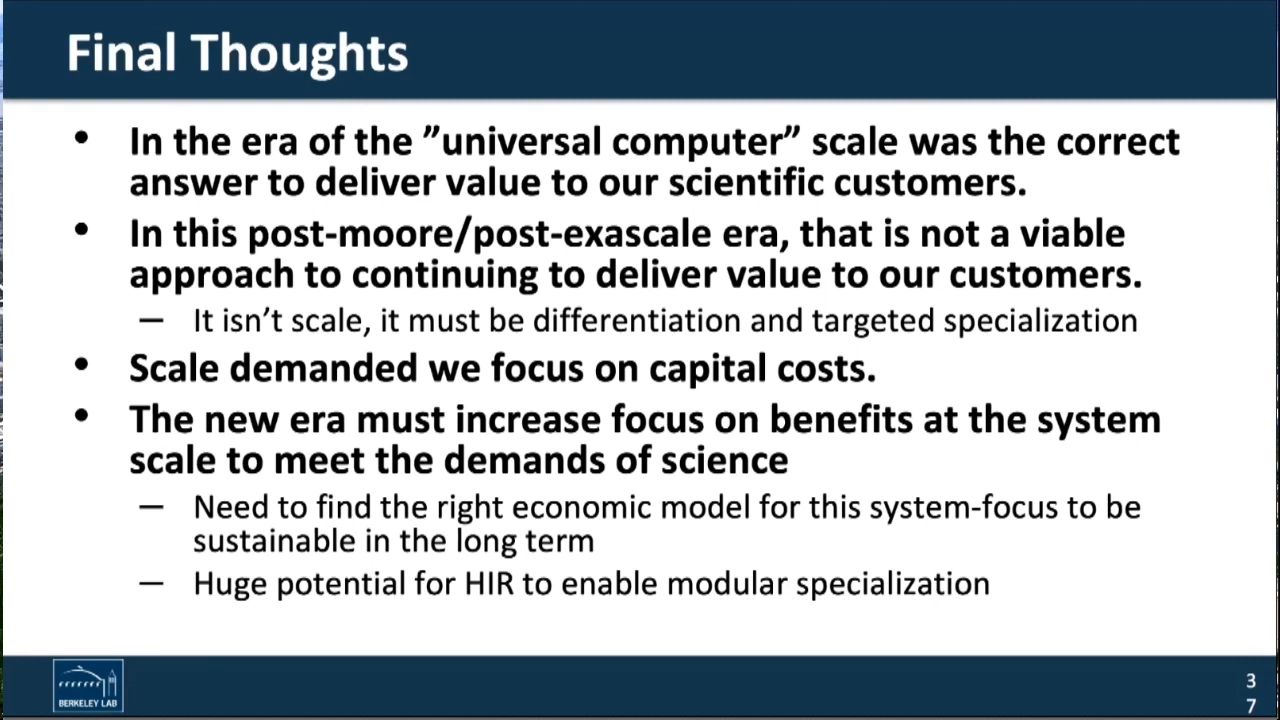 Final Thoughts
• In the era of the ”universal computer” scale was the correct
answer to deliver value to our scientific customers.
• In this post-moore/post-exascale era, that is not a viable
approach to continuing to deliver value to our customers.
— It isn’t scale, it must be differentiation and targeted specialization
• Scale demanded we focus on capital costs.
• The new era must increase focus on benefits at the system
scale to meet the demands of science
— Need to find the right economic model for this system-focus to be
sustainable in the long term
— Huge potential for HIR to enable modular specialization
BERKELEY LAB
3
7